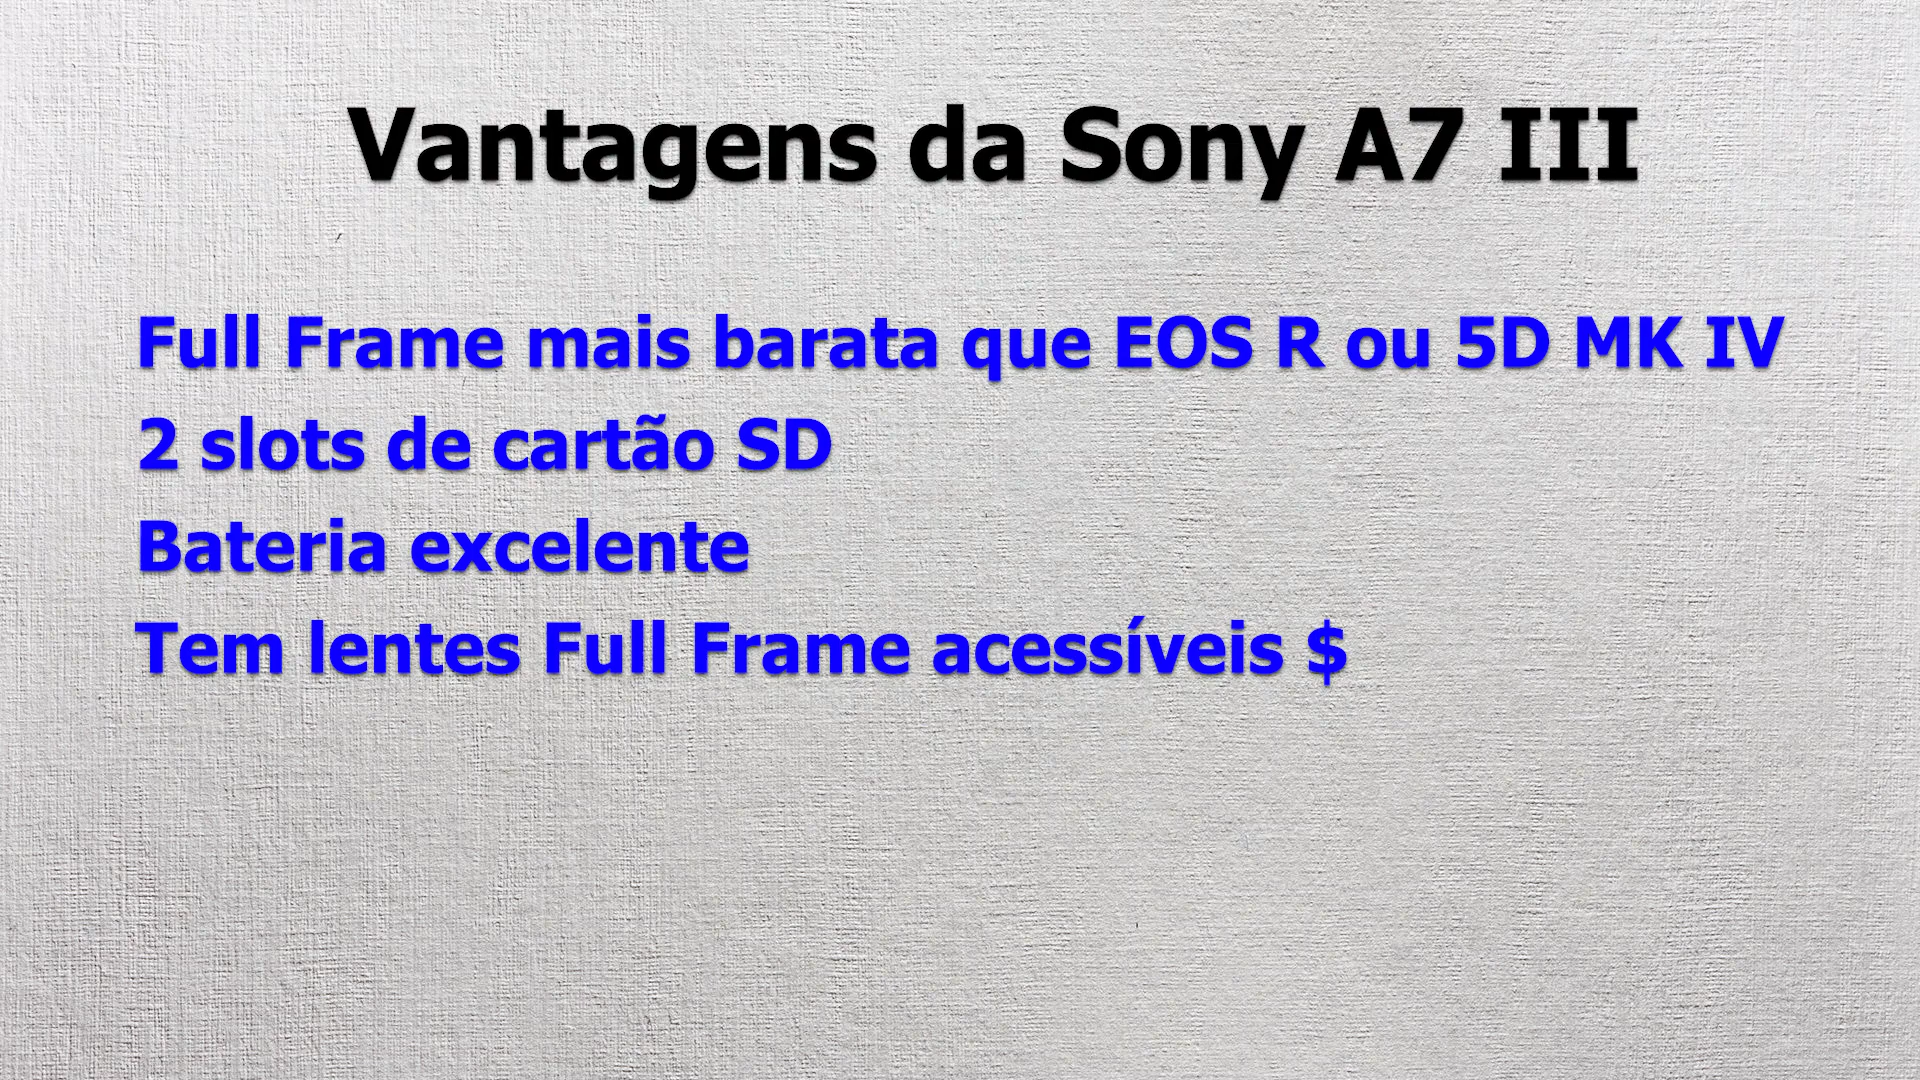 Vantagens da Sony A7 III
Full Frame mais barata que EOS R ou 5D MK IV
2 slots de cartão SD
Bateria excelente
Tem lentes Full Frame acessíveis $